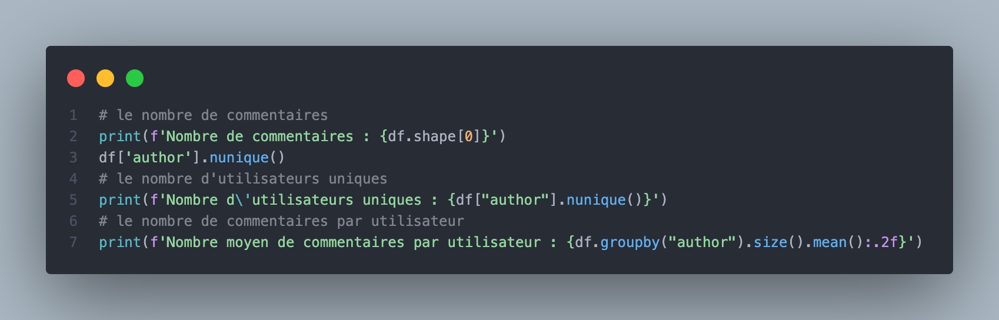 1 # le nombre de commentaires
2 print(f'Nombre de commentaires : {df.shape[0]}')
3 df['author'].nunique()
4 # le nombre d'utilisateurs uniques
5 print(f'Nombre d\'utilisateurs uniques : {df["author"].nunique()}')
6 # le nombre de commentaires par utilisateur
7 print(f'Nombre moyen de commentaires par utilisateur : {df.groupby("author").size().mean():.2f}')